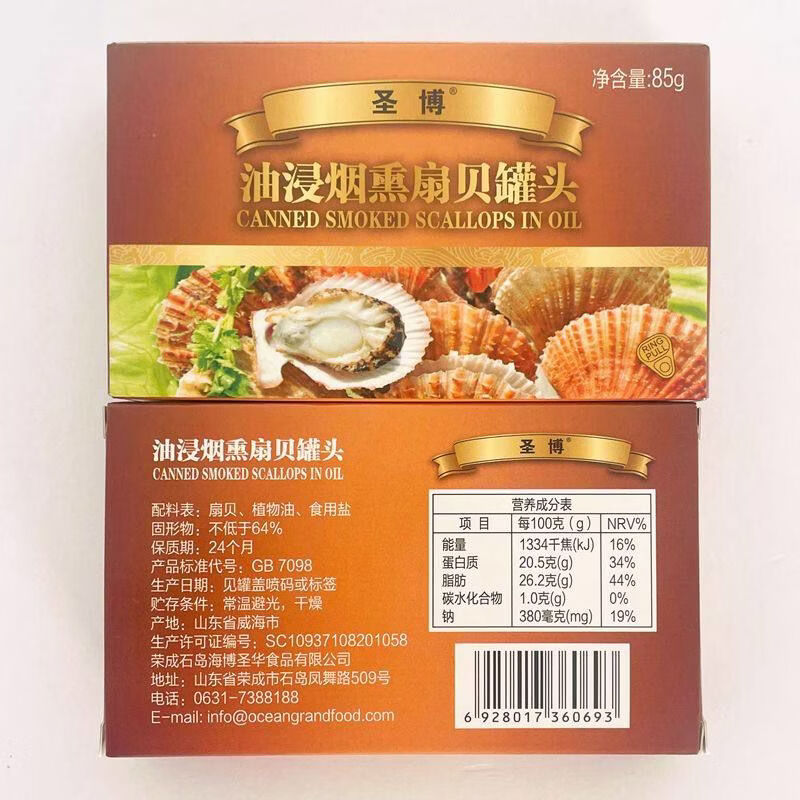 圣博®
净含量:85g
油浸烟熏扇贝罐头
CANNED SMOKED SCALLOPS IN OIL
RING PULL
油浸烟熏扇贝罐头
CANNED SMOKED SCALLOPS IN OIL
配料表：扇贝、植物油、食用盐
固形物：不低于64%
保质期：24个月
产品标准代号：GB 7098
生产日期：见罐盖喷码或标签
贮存条件：常温避光，干燥
产地：山东省威海市
生产许可证编号：SC10937108201058
荣成石岛海博圣华食品有限公司
地址：山东省荣成市石岛凤舞路509号
电话：0631-7388188
E-mail: info@oceangrandfood.com
圣博®
营养成分表
项目 每100克（g） NRV%
能量 1334千焦(kJ) 16%
蛋白质 20.5克(g) 34%
脂肪 26.2克(g) 44%
碳水化合物 1.0克(g) 0%
钠 380毫克(mg) 19%
6 928017 360693